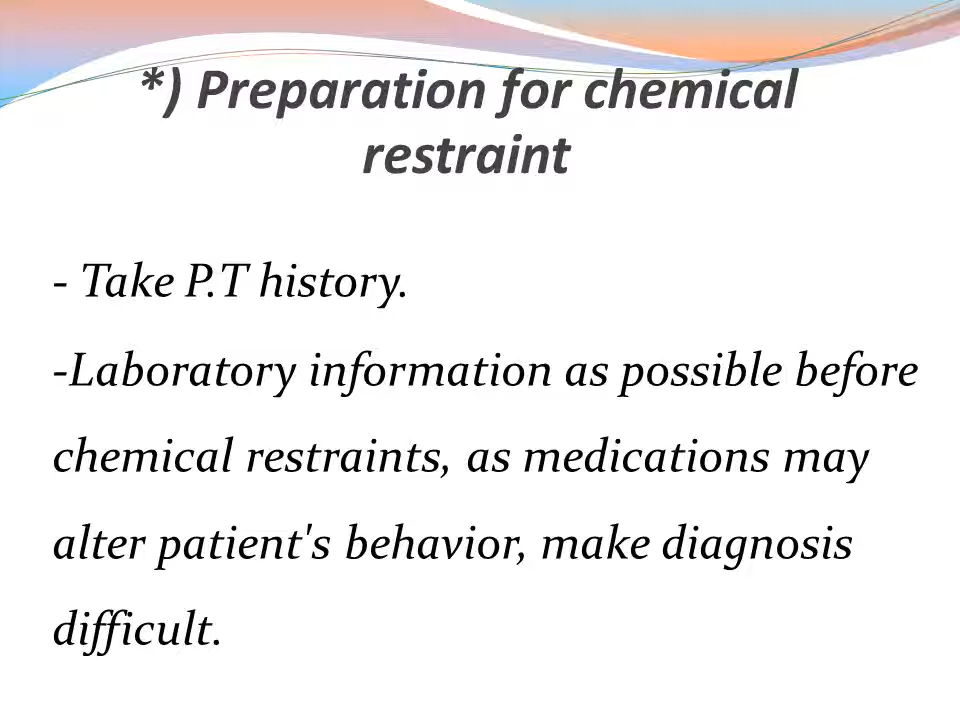 *) Preparation for chemical
restraint
- Take P.T history.
-Laboratory information as possible before
chemical restraints, as medications may
alter patient's behavior, make diagnosis
difficult.